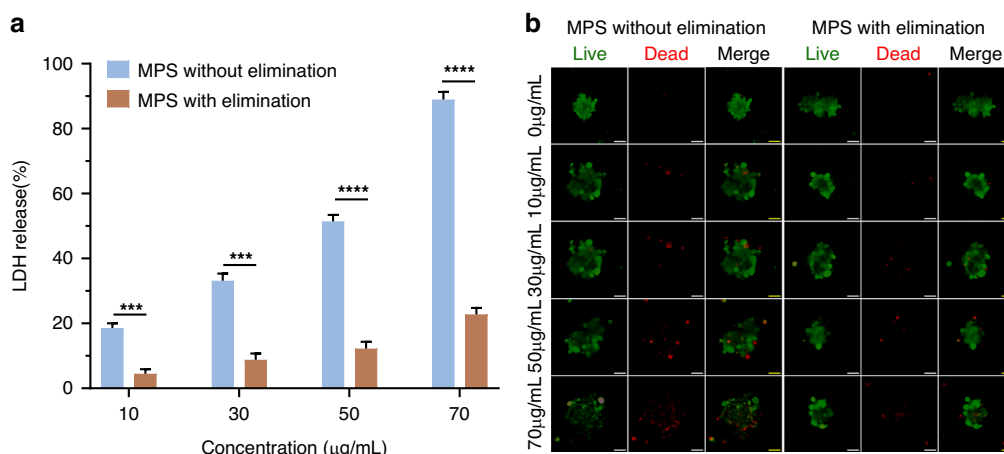 a
100
80
60
40
20
0
LDH release(%)
MPS without elimination
MPS with elimination
***
***
****
****
10 30 50 70
Concentration (μg/mL)
b
MPS without elimination MPS with elimination
Live Dead Merge Live Dead Merge
0μg/mL
10μg/mL
30μg/mL
50μg/mL
70μg/mL